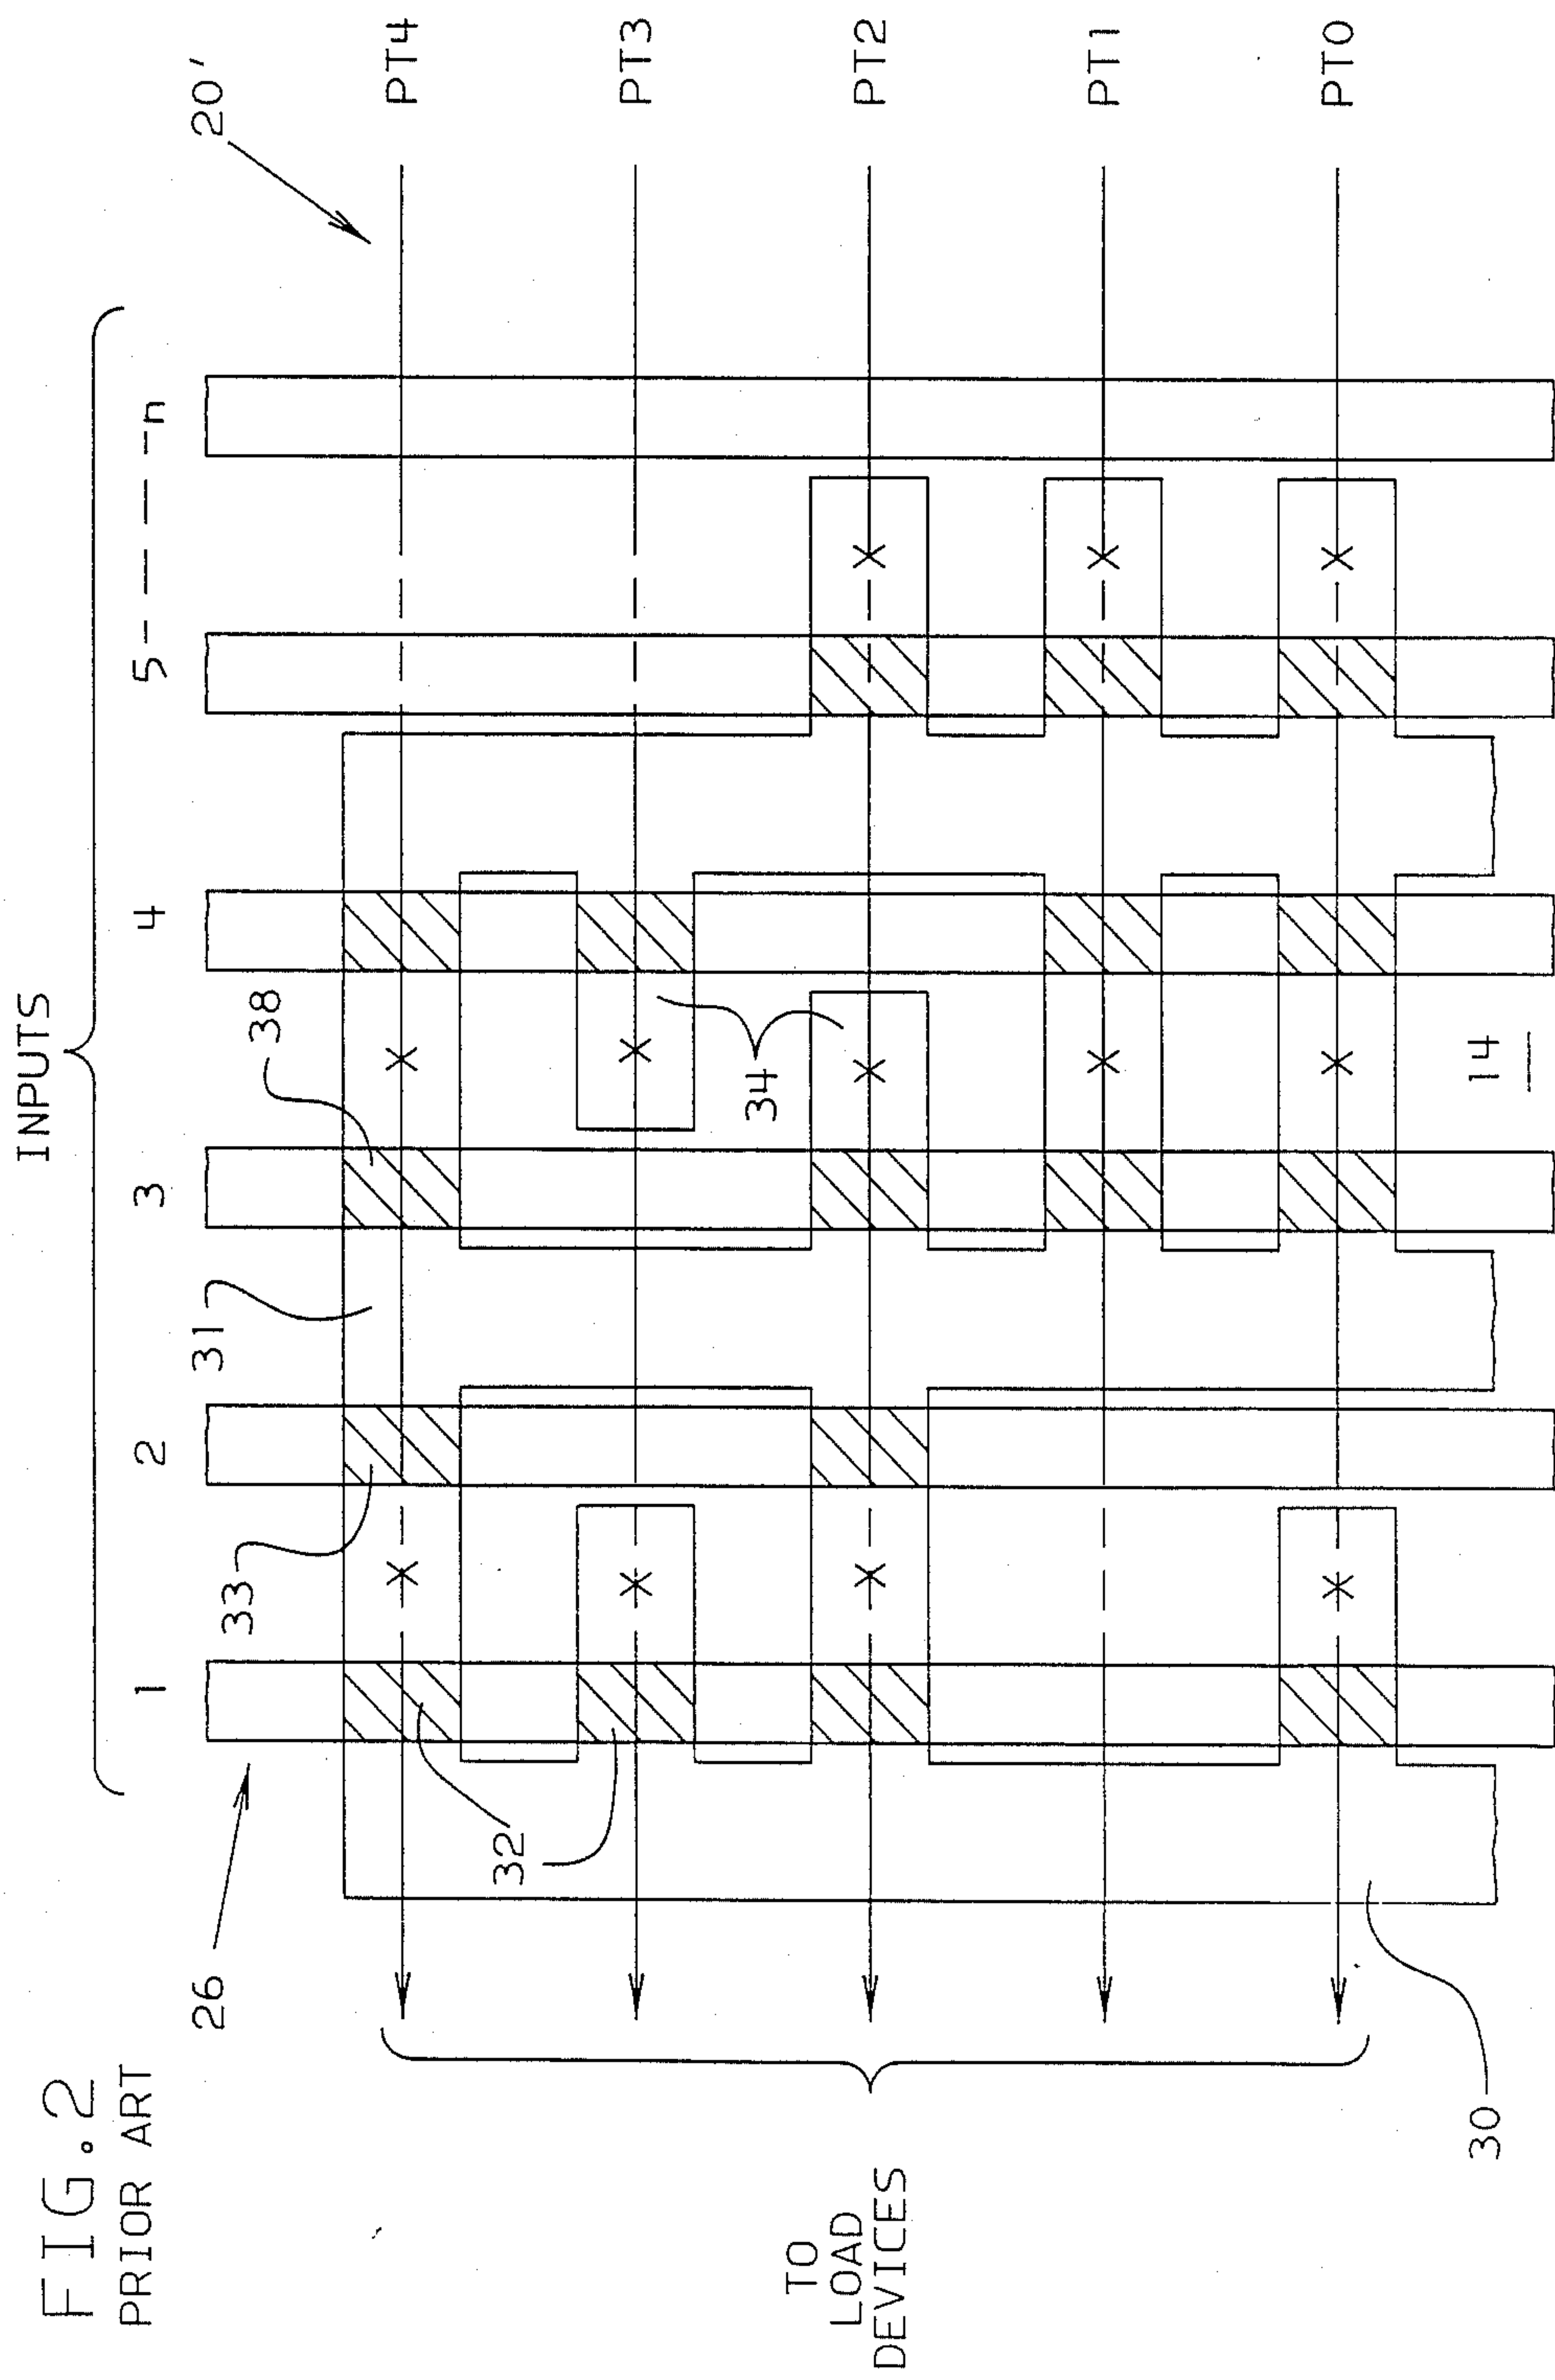 FIG.2
PRIOR ART
INPUTS
1 2 3 4 5 — — — n
26
33
31
38
20'
32
34
30
14
TO
LOAD
DEVICES
PT4
PT3
PT2
PT1
PT0